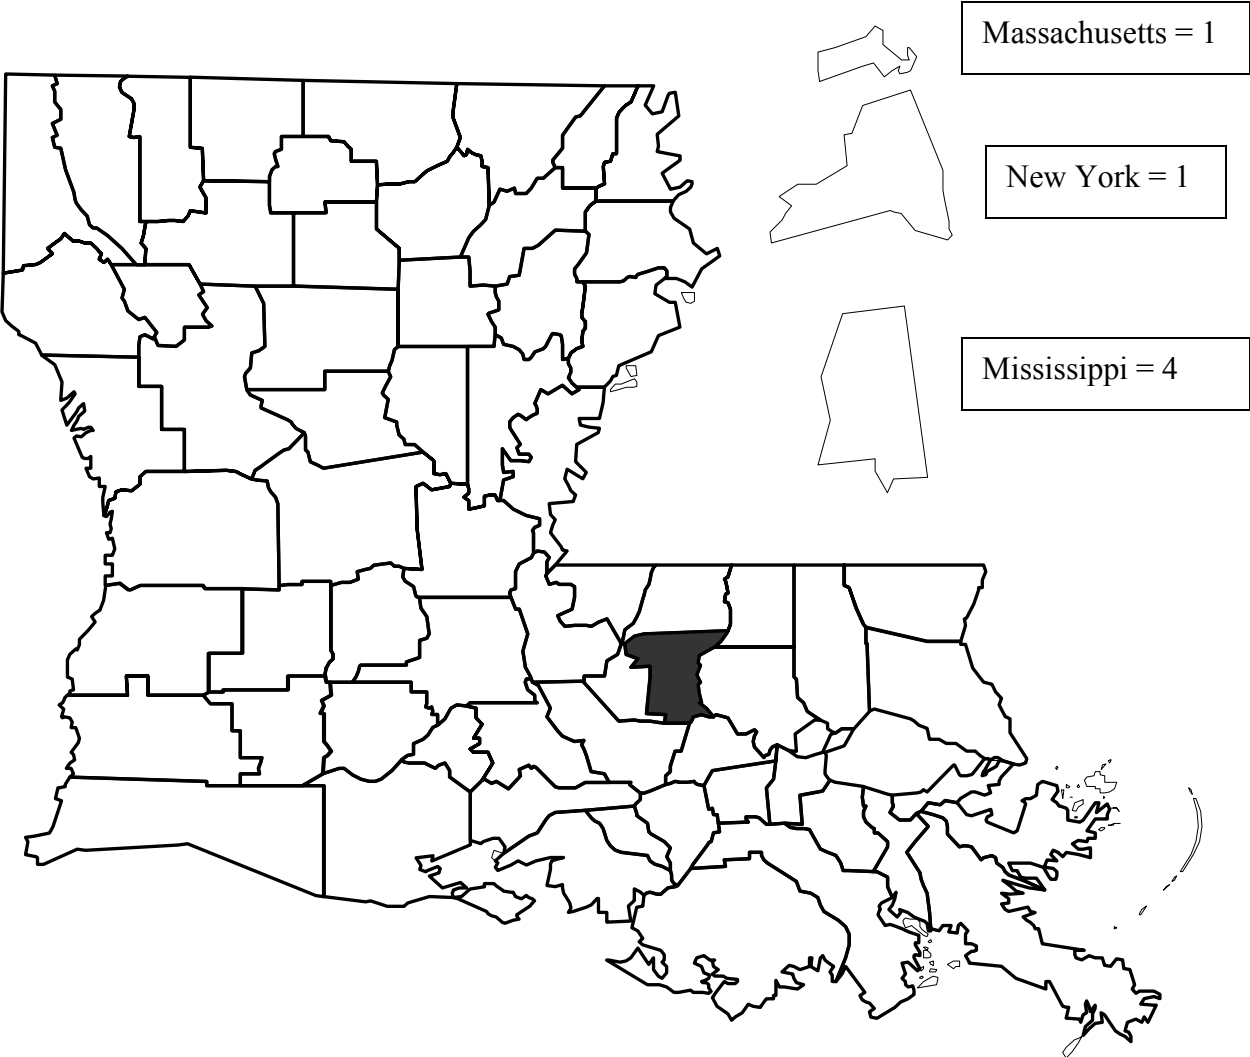 Massachusetts = 1
New York = 1
Mississippi = 4